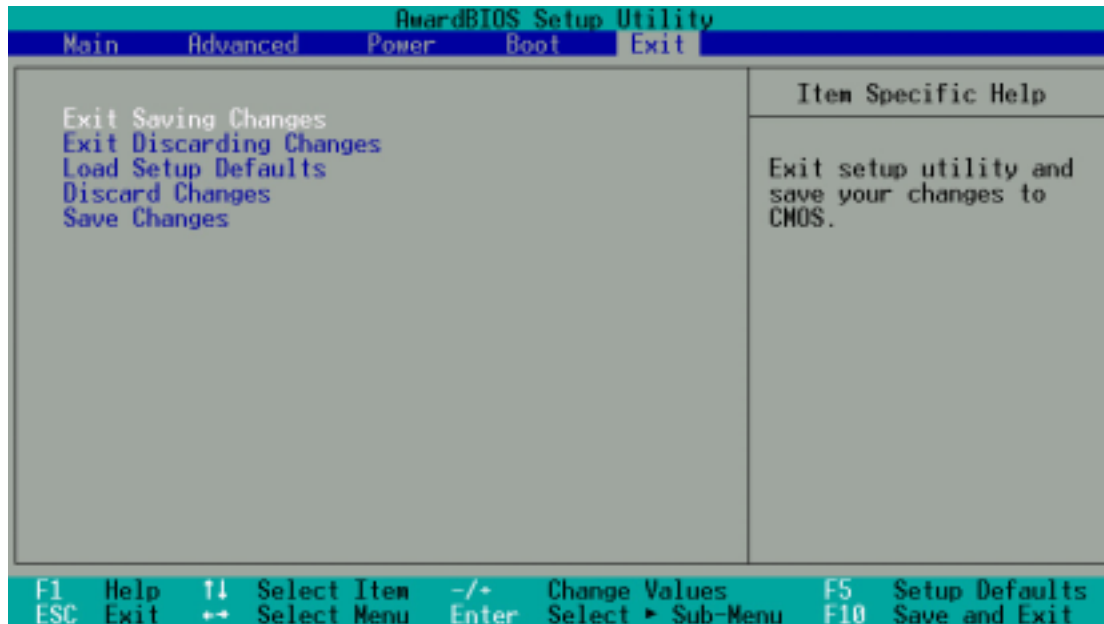 AwardBIOS Setup Utility
Main Advanced Power Boot Exit
Item Specific Help
Exit Saving Changes
Exit Discarding Changes
Load Setup Defaults
Discard Changes
Save Changes
Exit setup utility and
save your changes to
CMOS.
F1 Help ↑↓ Select Item -/+ Change Values F5 Setup Defaults
ESC Exit ←→ Select Menu Enter Select ► Sub-Menu F10 Save and Exit